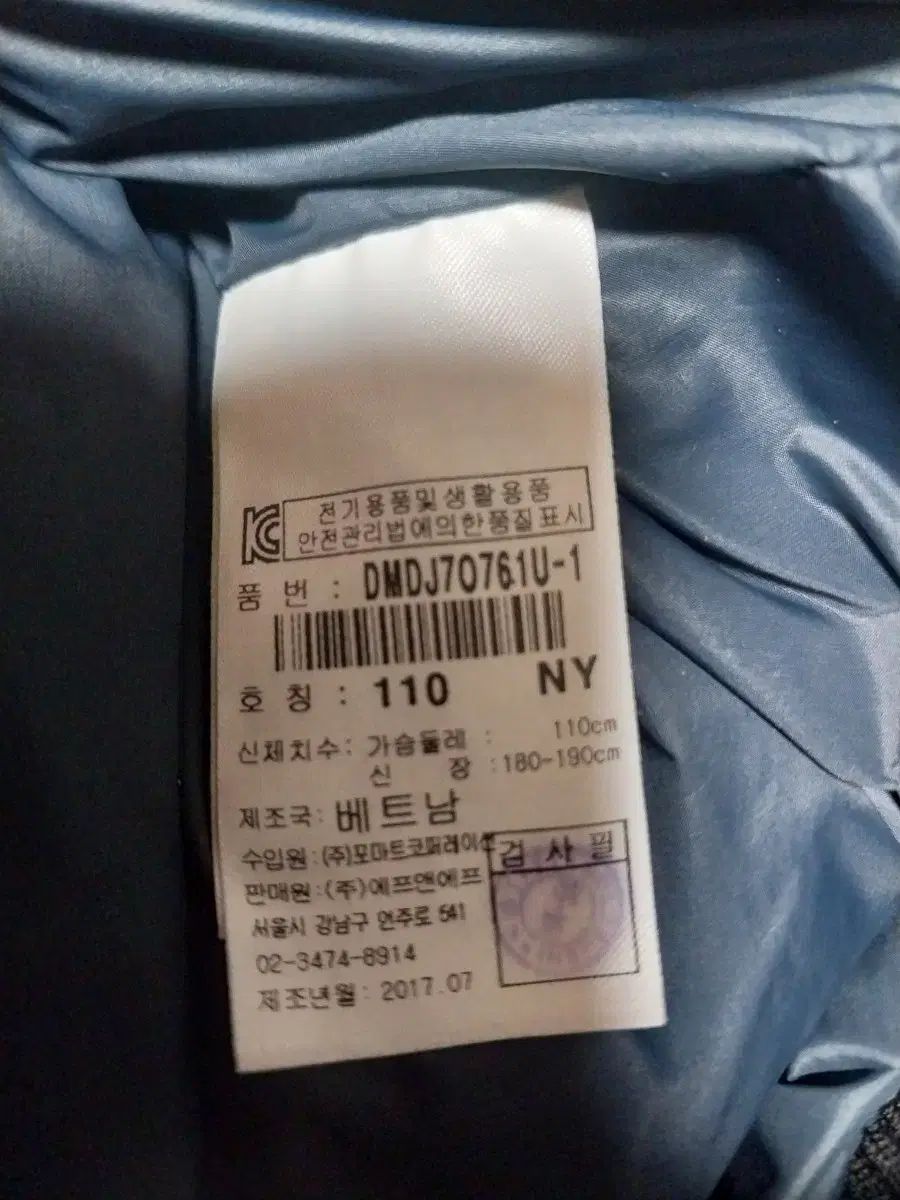 KC 전기용품및생활용품
안전관리법에의한품질표시
품 번 : DMDJ70761U-1
호 칭 : 110 NY
신체치수: 가슴둘레 : 110cm
신 장 :180-190cm
제조국: 베트남
수입원:(주)포마트코퍼레이션
판매원:(주)에프앤에프
서울시 강남구 언주로 541
02-3474-8914
제조년월: 2017.07
검 사 필